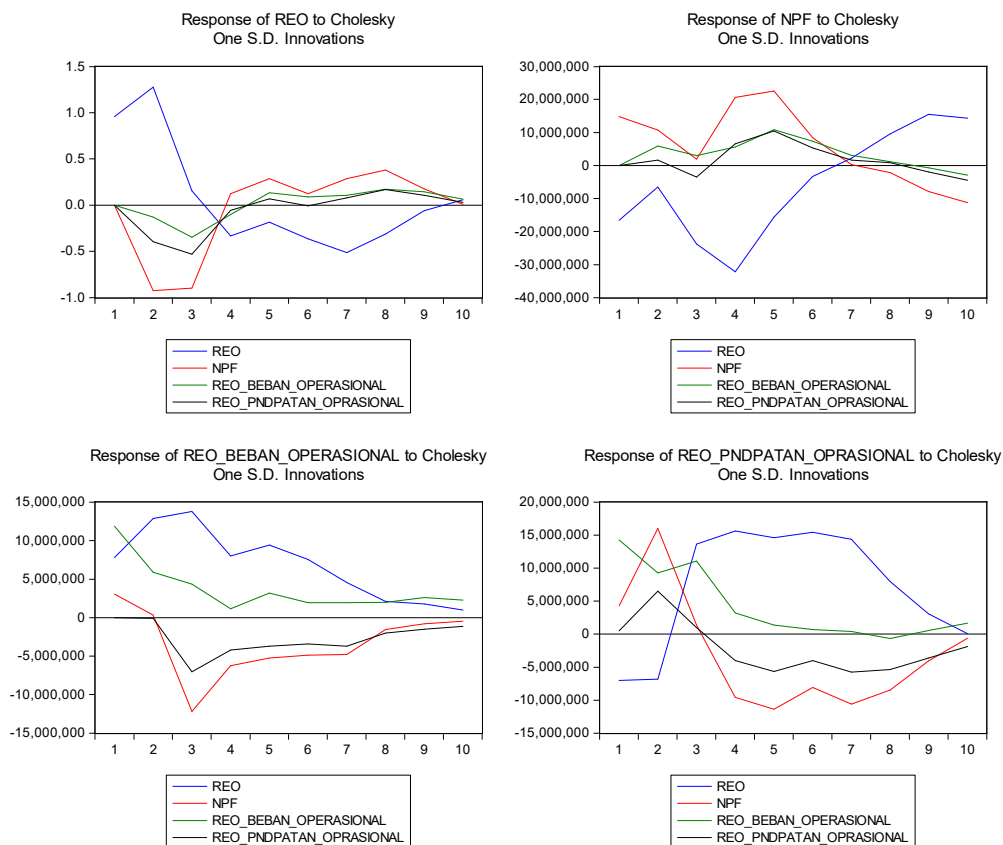 Response of REO to Cholesky
One S.D. Innovations
1.5
1.0
0.5
0.0
-0.5
-1.0
1 2 3 4 5 6 7 8 9 10
REO
NPF
REO_BEBAN_OPERASIONAL
REO_PNDPATAN_OPRASIONAL
Response of NPF to Cholesky
One S.D. Innovations
30,000,000
20,000,000
10,000,000
0
-10,000,000
-20,000,000
-30,000,000
-40,000,000
1 2 3 4 5 6 7 8 9 10
REO
NPF
REO_BEBAN_OPERASIONAL
REO_PNDPATAN_OPRASIONAL
Response of REO_BEBAN_OPERASIONAL to Cholesky
One S.D. Innovations
15,000,000
10,000,000
5,000,000
0
-5,000,000
-10,000,000
-15,000,000
1 2 3 4 5 6 7 8 9 10
REO
NPF
REO_BEBAN_OPERASIONAL
REO_PNDPATAN_OPRASIONAL
Response of REO_PNDPATAN_OPRASIONAL to Cholesky
One S.D. Innovations
20,000,000
15,000,000
10,000,000
5,000,000
0
-5,000,000
-10,000,000
-15,000,000
1 2 3 4 5 6 7 8 9 10
REO
NPF
REO_BEBAN_OPERASIONAL
REO_PNDPATAN_OPRASIONAL